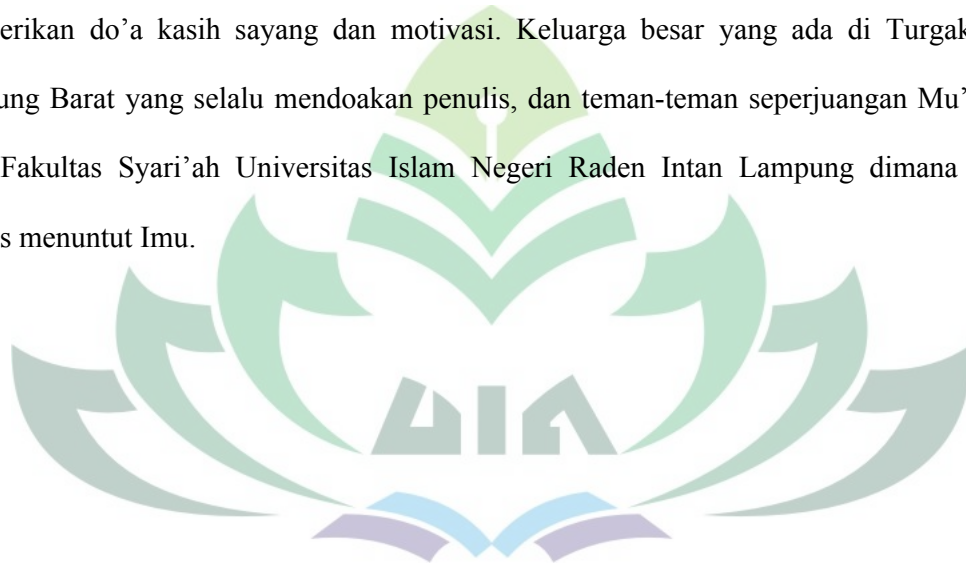 erikan do’a kasih sayang dan motivasi. Keluarga besar yang ada di Turgak
ung Barat yang selalu mendoakan penulis, dan teman-teman seperjuangan Mu’
Fakultas Syari’ah Universitas Islam Negeri Raden Intan Lampung dimana
s menuntut Imu.
UIN